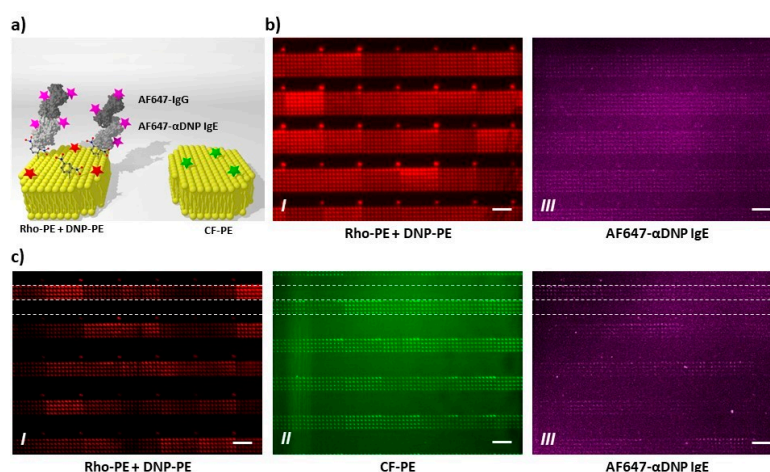 a)
AF647-IgG
AF647-αDNP IgE
Rho-PE + DNP-PE
CF-PE
b)
I
III
Rho-PE + DNP-PE
AF647-αDNP IgE
c)
I
II
III
Rho-PE + DNP-PE
CF-PE
AF647-αDNP IgE